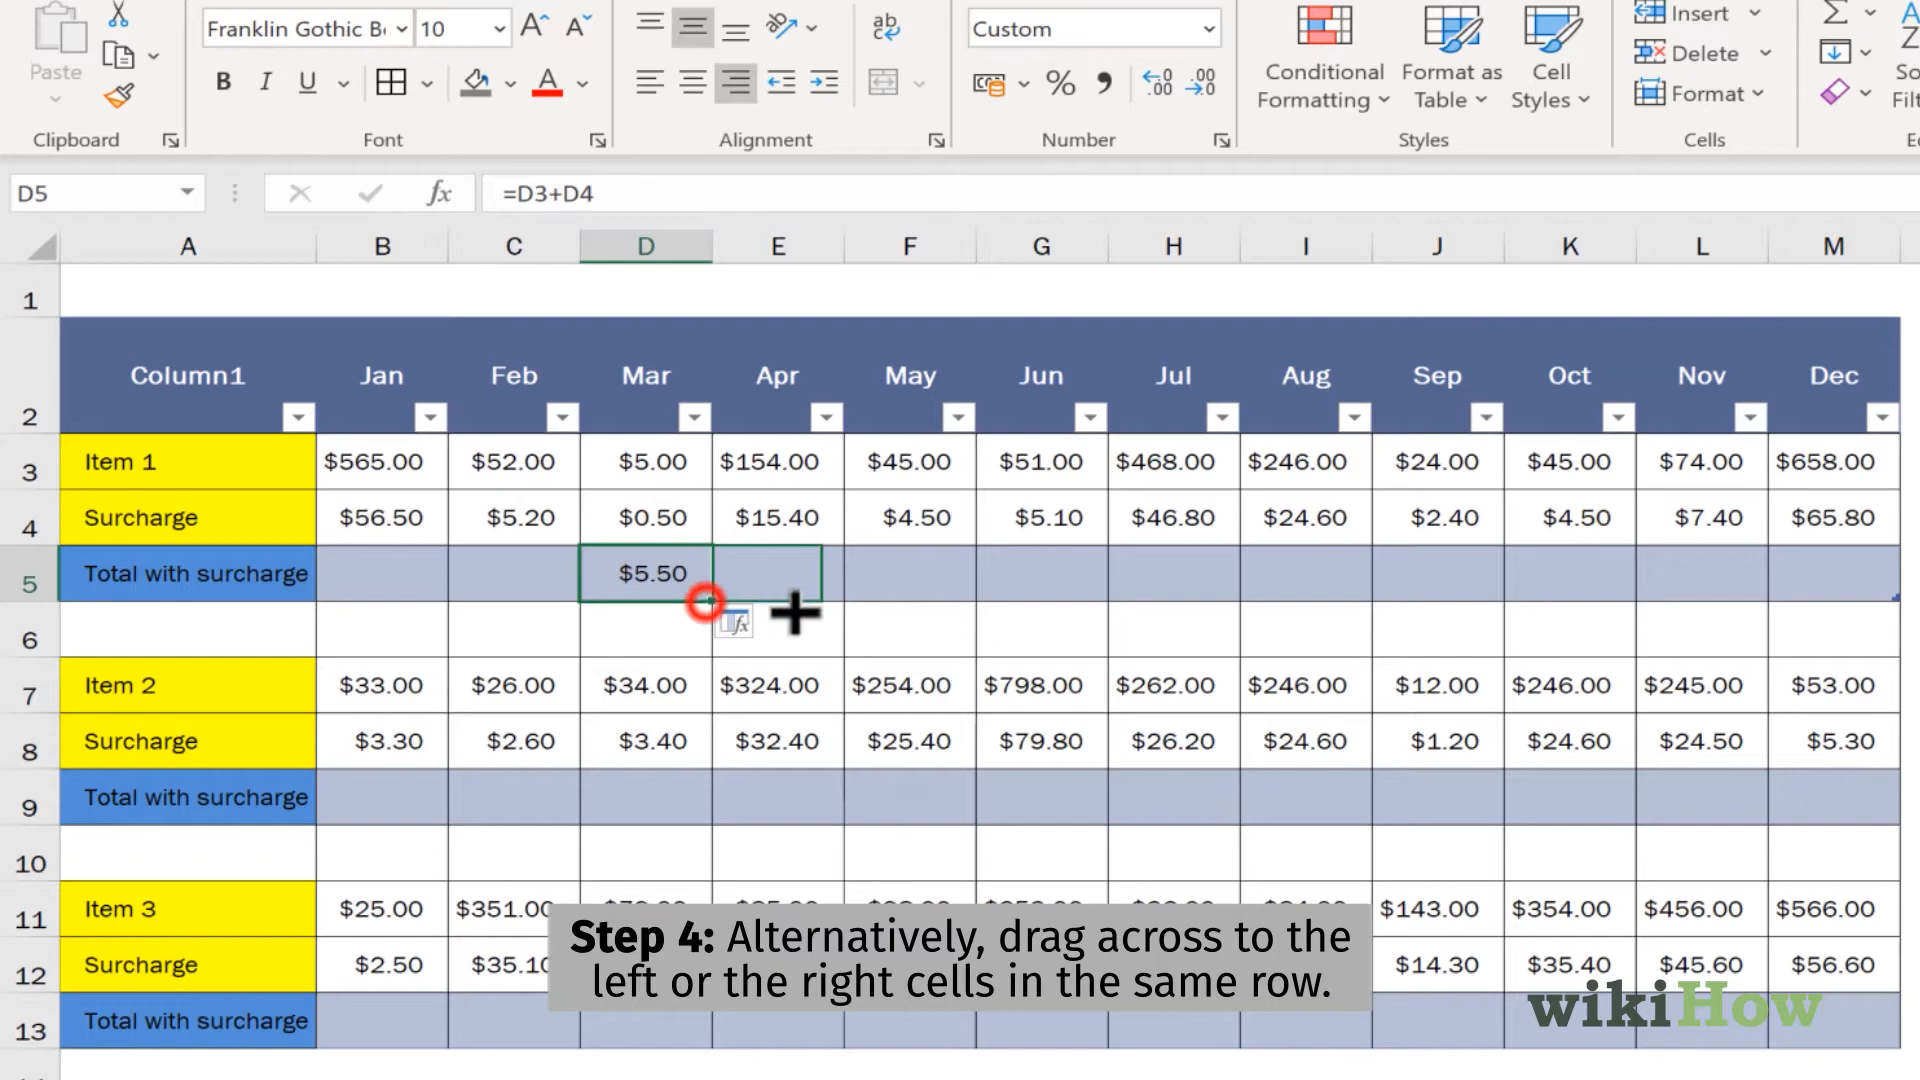 Franklin Gothic B 10 Custom Insert
Paste B I U A ab % Conditional Formatting Format as Table Cell Styles Delete
Format
Clipboard Font Alignment Number Styles Cells
D5 fx =D3+D4
A B C D E F G H I J K L M
1
2 Column1 Jan Feb Mar Apr May Jun Jul Aug Sep Oct Nov Dec
3 Item 1 $565.00 $52.00 $5.00 $154.00 $45.00 $51.00 $468.00 $246.00 $24.00 $45.00 $74.00 $658.00
4 Surcharge $56.50 $5.20 $0.50 $15.40 $4.50 $5.10 $46.80 $24.60 $2.40 $4.50 $7.40 $65.80
5 Total with surcharge $5.50
6
7 Item 2 $33.00 $26.00 $34.00 $324.00 $254.00 $798.00 $262.00 $246.00 $12.00 $246.00 $245.00 $53.00
8 Surcharge $3.30 $2.60 $3.40 $32.40 $25.40 $79.80 $26.20 $24.60 $1.20 $24.60 $24.50 $5.30
9 Total with surcharge
10
11 Item 3 $25.00 $351.00 $143.00 $354.00 $456.00 $566.00
12 Surcharge $2.50 $35.10 $14.30 $35.40 $45.60 $56.60
13 Total with surcharge
Step 4: Alternatively, drag across to the
left or the right cells in the same row.
wikiHow